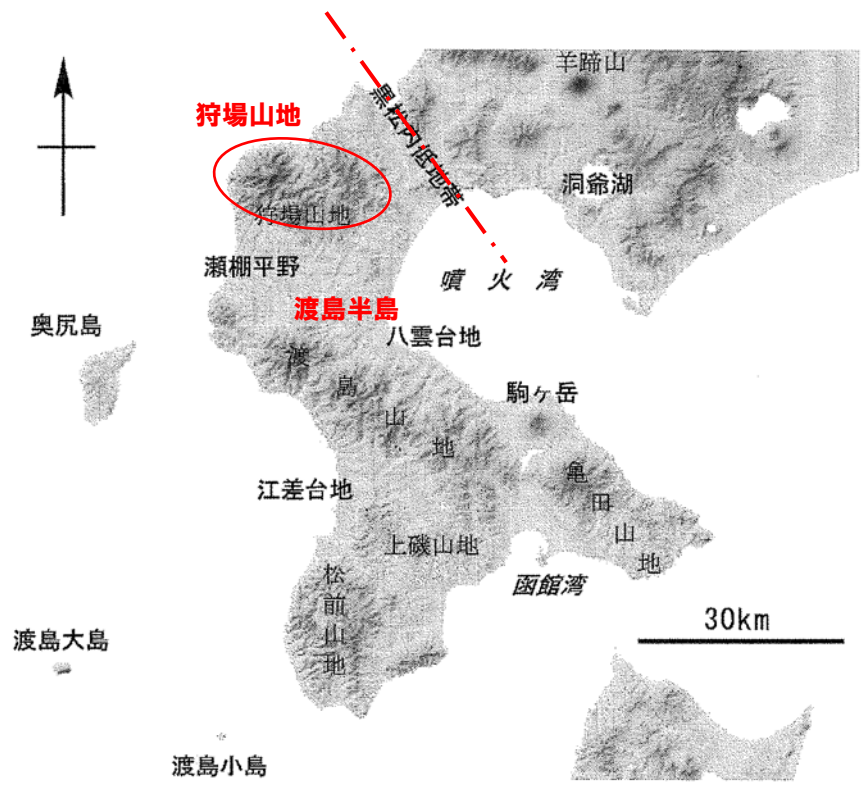 羊蹄山
黒松内低地帯
狩場山地
洞爺湖
狩場山地
瀬棚平野
噴火湾
渡島半島
奥尻島
八雲台地
渡島山地
駒ヶ岳
亀田山地
江差台地
上磯山地
函館湾
松前山地
30km
渡島大島
渡島小島